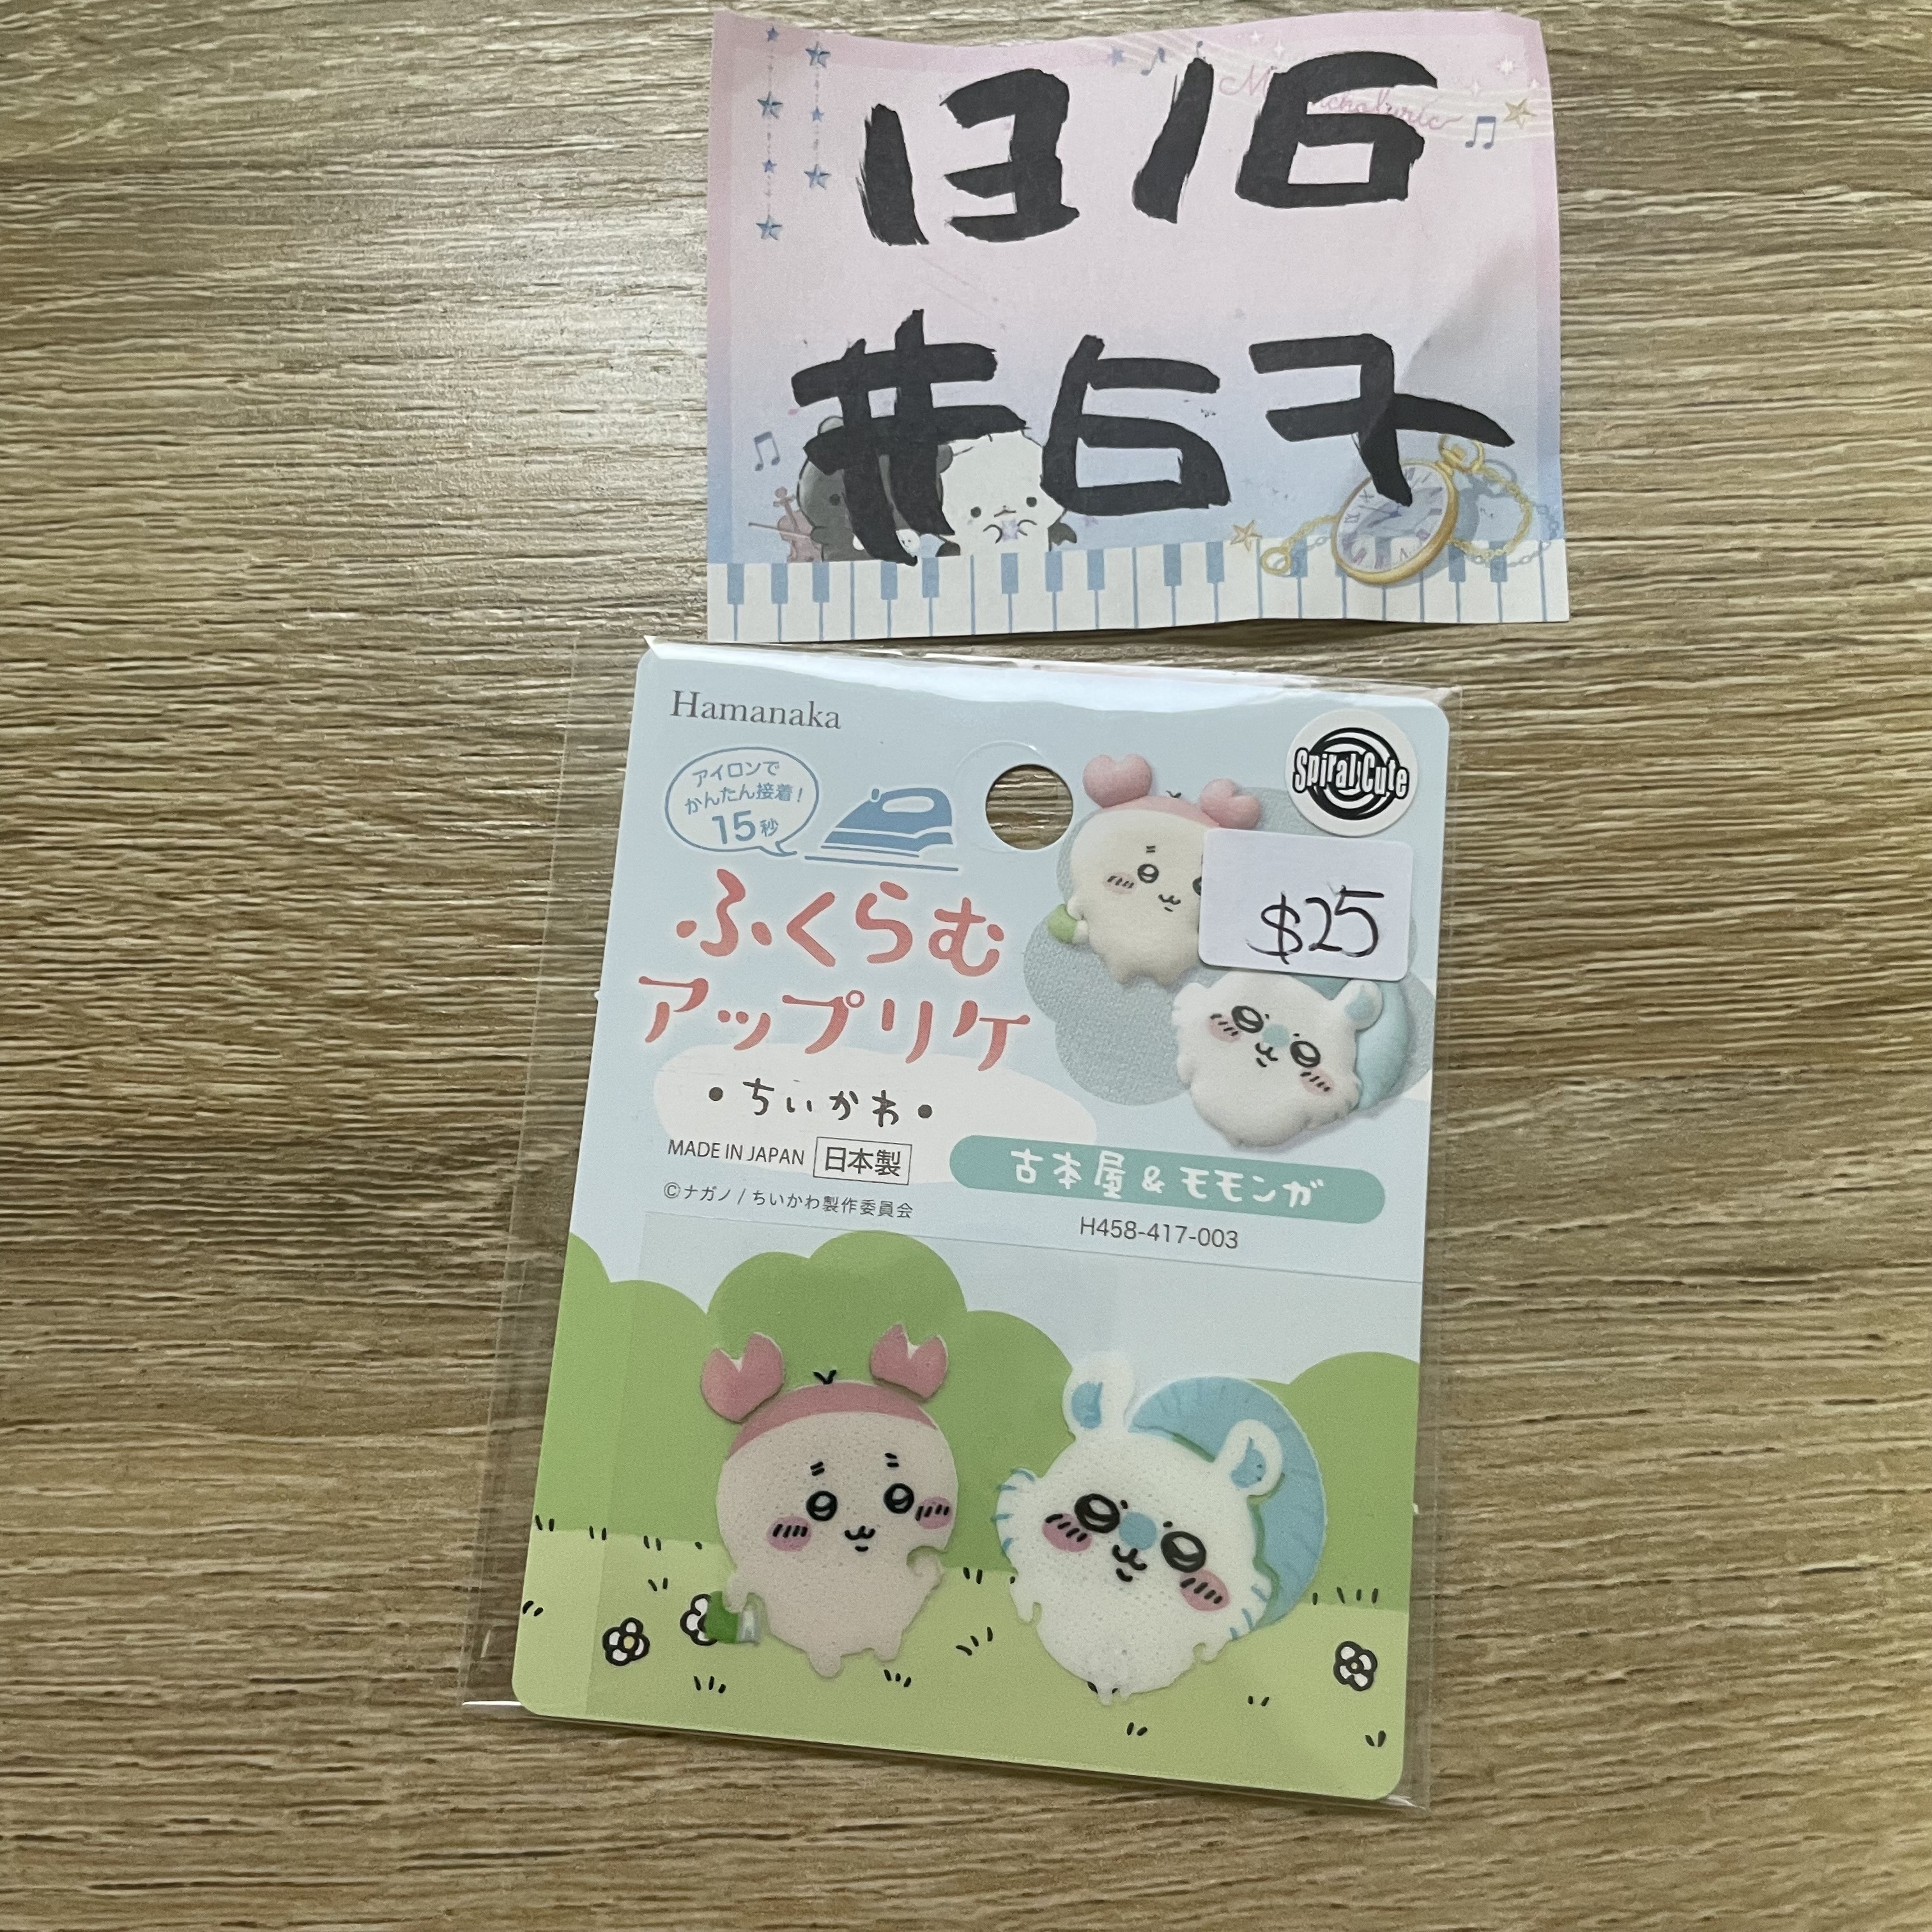 1316
#67
Hamanaka
Spiral Cute
アイロンで
かんたん接着!
15秒
$25
ふくらむ
アップリケ
・ちいかわ・
MADE IN JAPAN 日本製
©ナガノ / ちいかわ製作委員会
古本屋 & モモンガ
H458-417-003